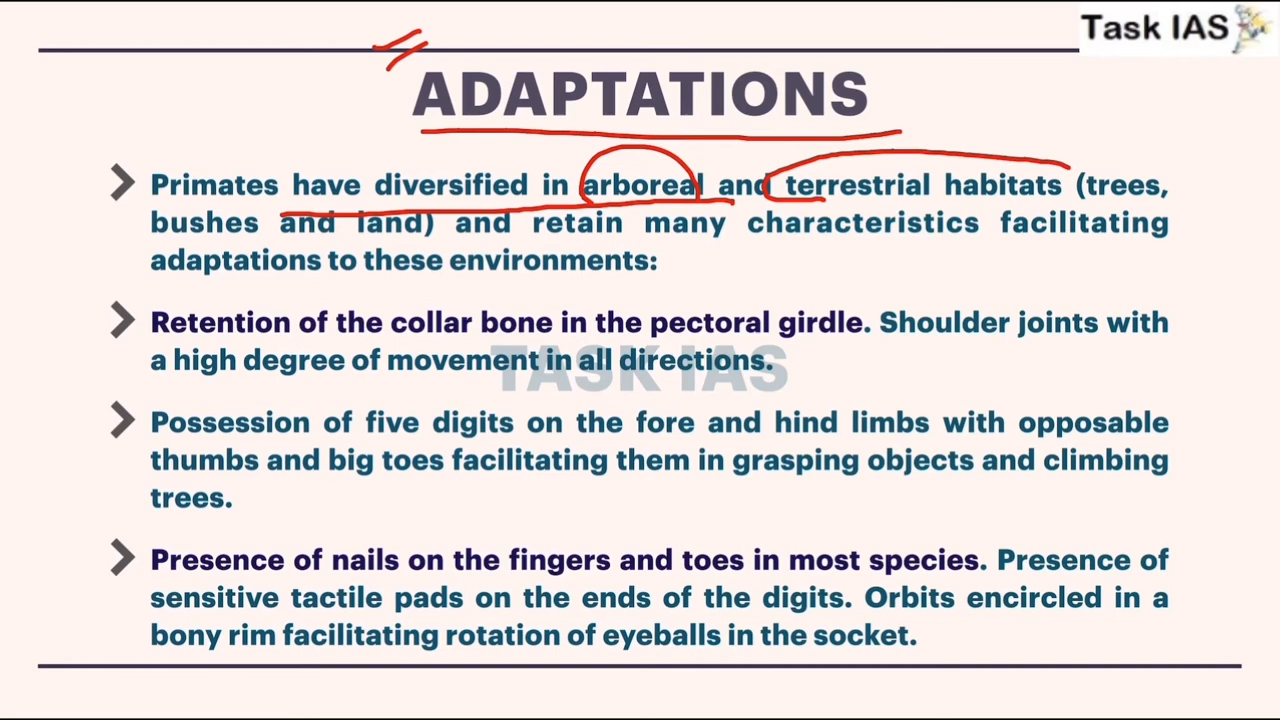 Task IAS
ADAPTATIONS
Primates have diversified in arboreal and terrestrial habitats (trees,
bushes and land) and retain many characteristics facilitating
adaptations to these environments:
Retention of the collar bone in the pectoral girdle. Shoulder joints with
a high degree of movement in all directions.
TASK IAS
Possession of five digits on the fore and hind limbs with opposable
thumbs and big toes facilitating them in grasping objects and climbing
trees.
Presence of nails on the fingers and toes in most species. Presence of
sensitive tactile pads on the ends of the digits. Orbits encircled in a
bony rim facilitating rotation of eyeballs in the socket.